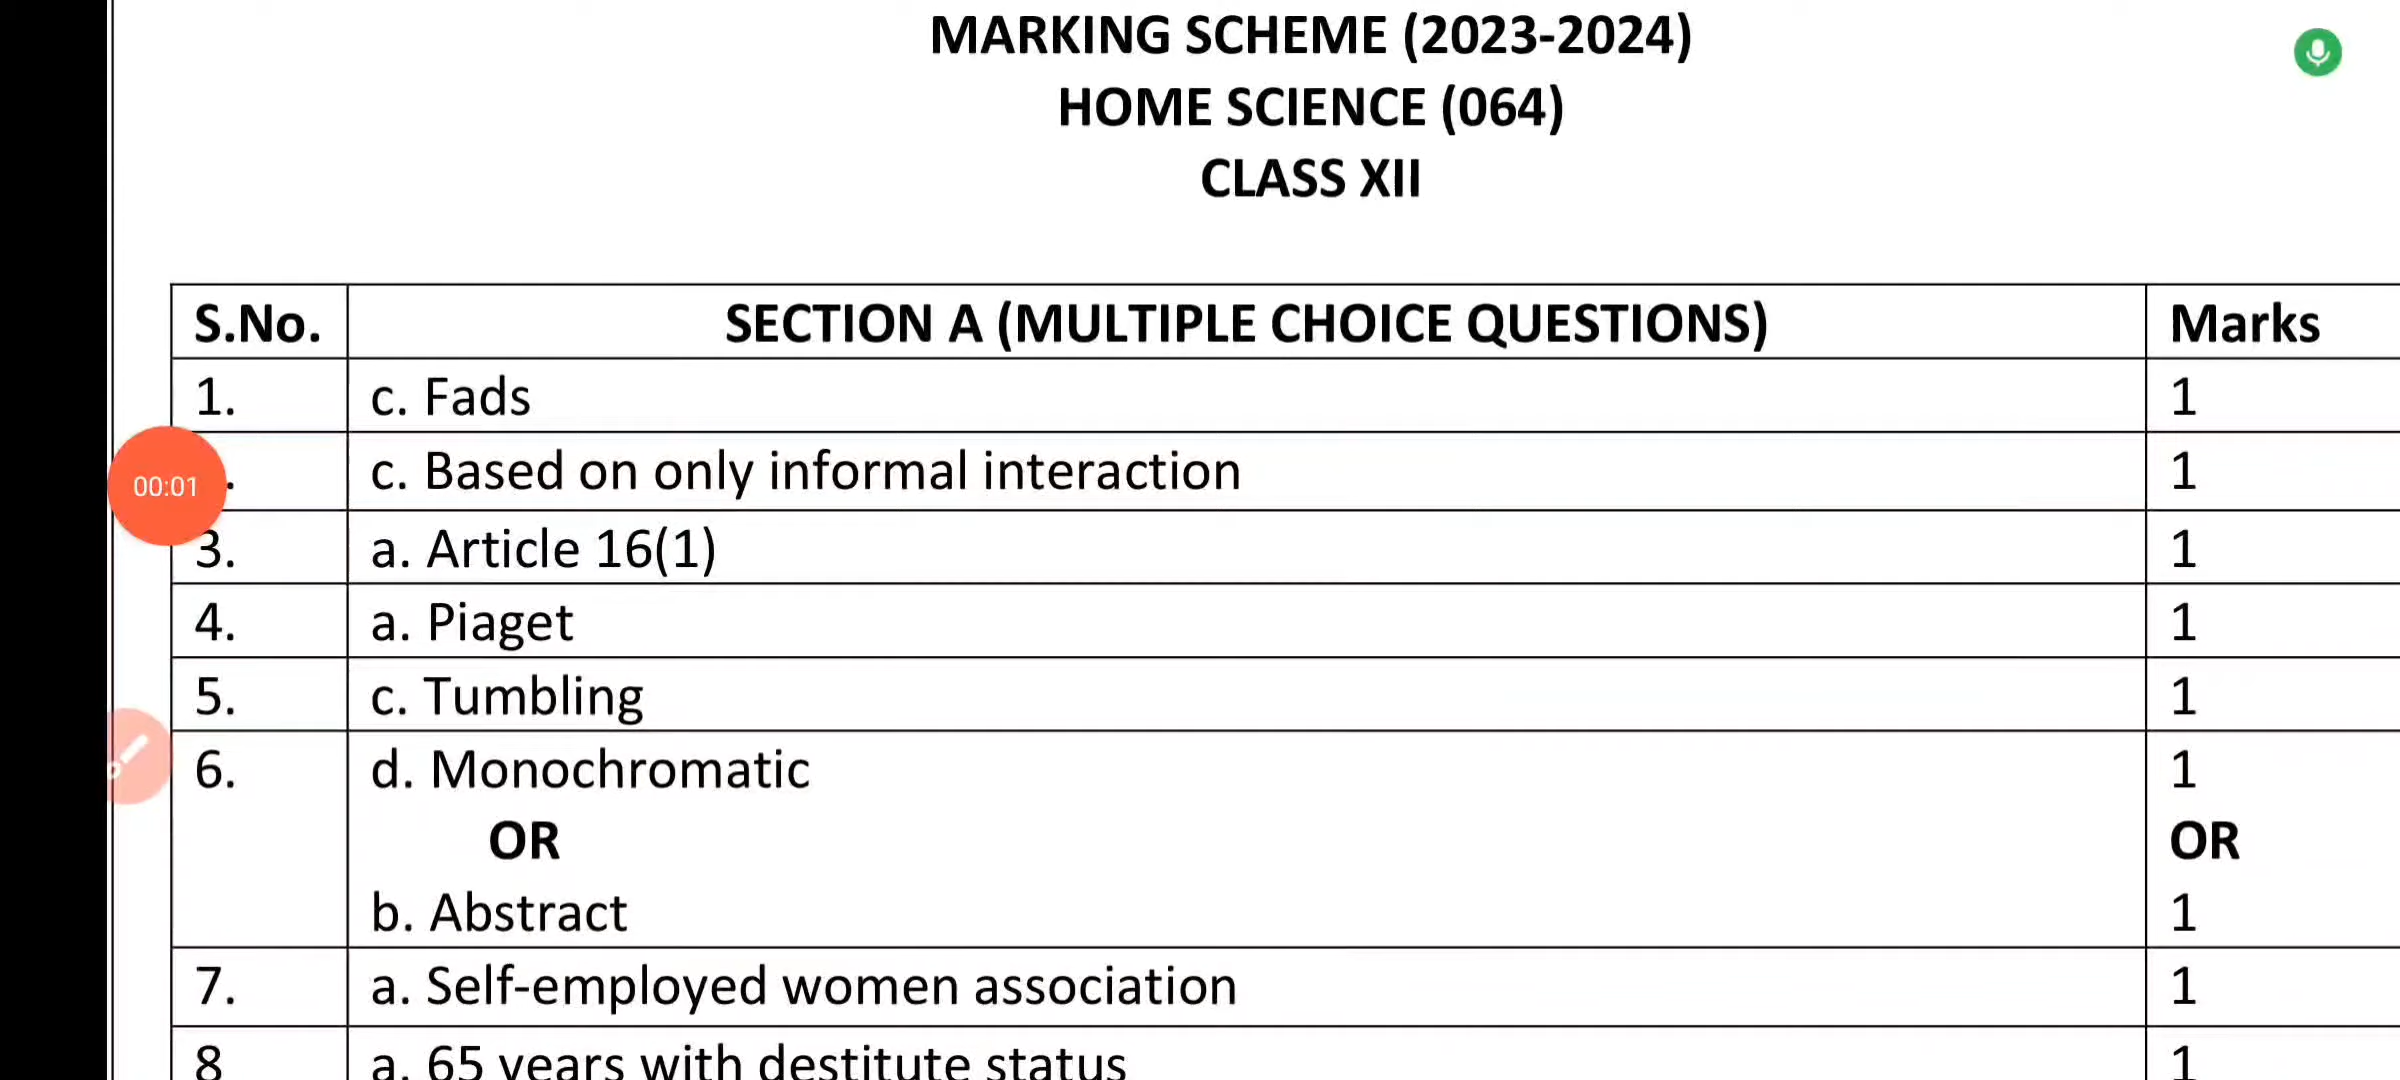 MARKING SCHEME (2023-2024)
HOME SCIENCE (064)
CLASS XII
S.No. SECTION A (MULTIPLE CHOICE QUESTIONS) Marks
1. c. Fads 1
. c. Based on only informal interaction 1
00:01
3. a. Article 16(1) 1
4. a. Piaget 1
5. c. Tumbling 1
6. d. Monochromatic 1
OR OR
b. Abstract 1
7. a. Self-employed women association 1
8 a. 65 years with destitute status 1